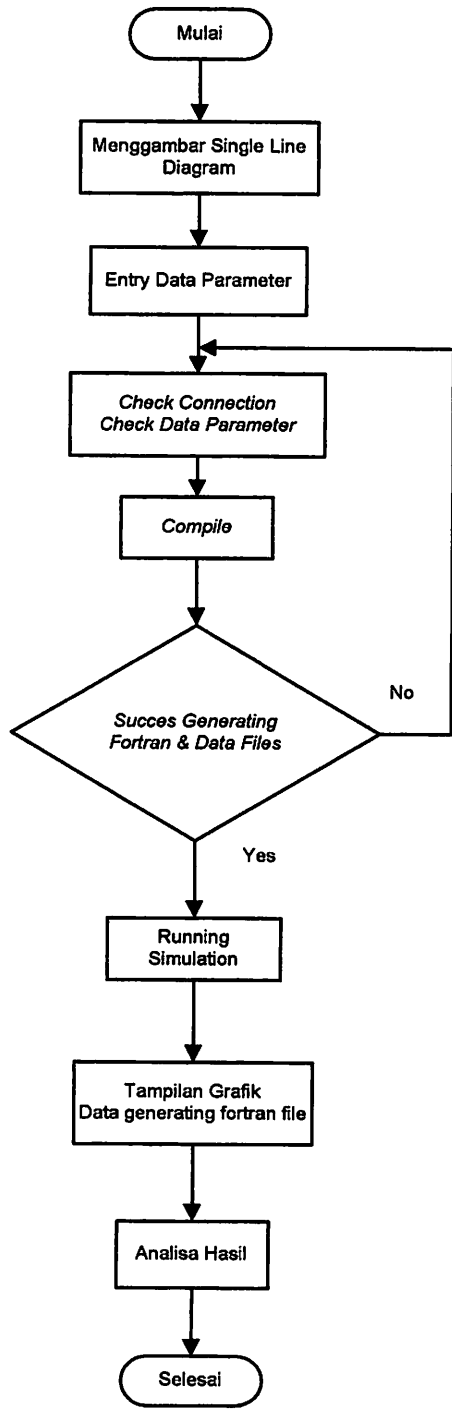 Mulai
Menggambar Single Line
Diagram
Entry Data Parameter
Check Connection
Check Data Parameter
Compile
Succes Generating
Fortran & Data Files
No
Yes
Running
Simulation
Tampilan Grafik
Data generating fortran file
Analisa Hasil
Selesai